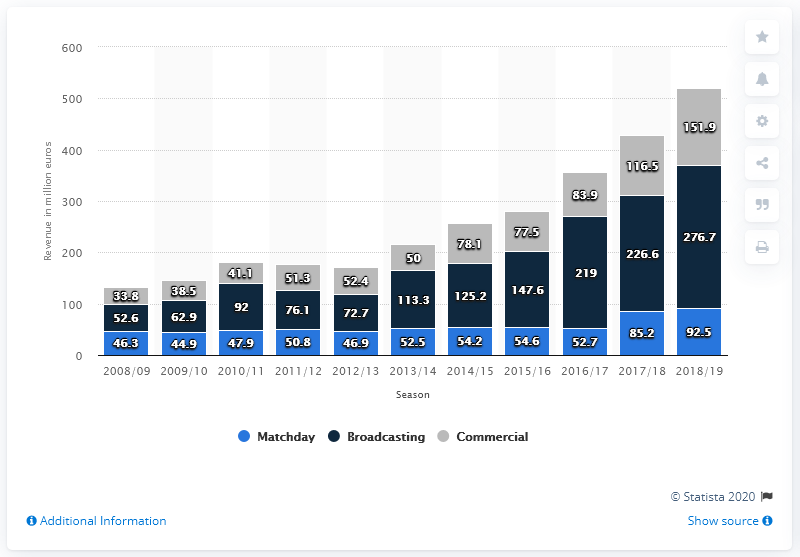 600
500
400
300
200
100
0
Revenue in million euros
33.8 38.5 41.1 51.3 52.4 50 78.1 77.5 83.9 116.5 151.9
52.6 62.9 92 76.1 72.7 113.3 125.2 147.6 219 226.6 276.7
46.3 44.9 47.9 50.8 46.9 52.5 54.2 54.6 52.7 85.2 92.5
2008/09 2009/10 2010/11 2011/12 2012/13 2013/14 2014/15 2015/16 2016/17 2017/18 2018/19
Season
Matchday Broadcasting Commercial
© Statista 2020
Additional Information Show source